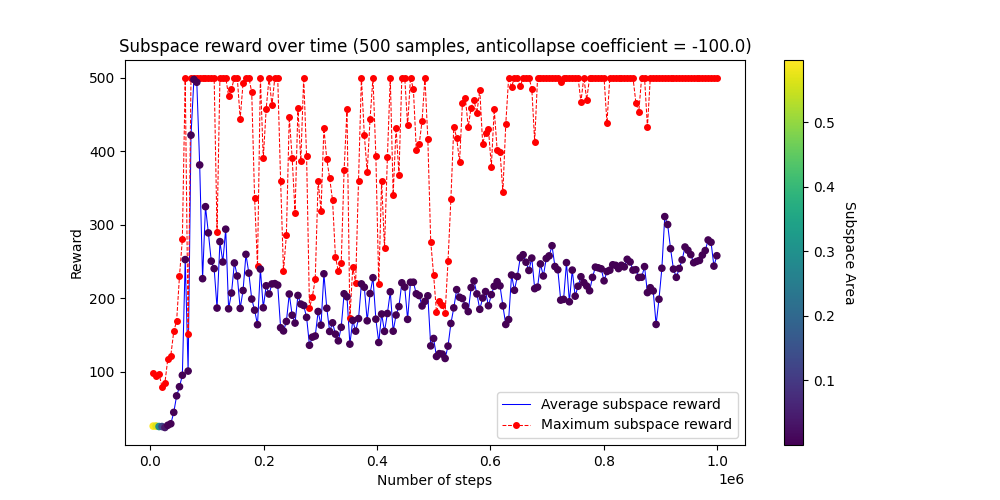 Subspace reward over time (500 samples, anticollapse coefficient = -100.0)
Reward
500
400
300
200
100
0.0
0.2
0.4
0.6
0.8
1.0
1e6
Number of steps
Average subspace reward
Maximum subspace reward
0.5
0.4
0.3
0.2
0.1
Subspace Area